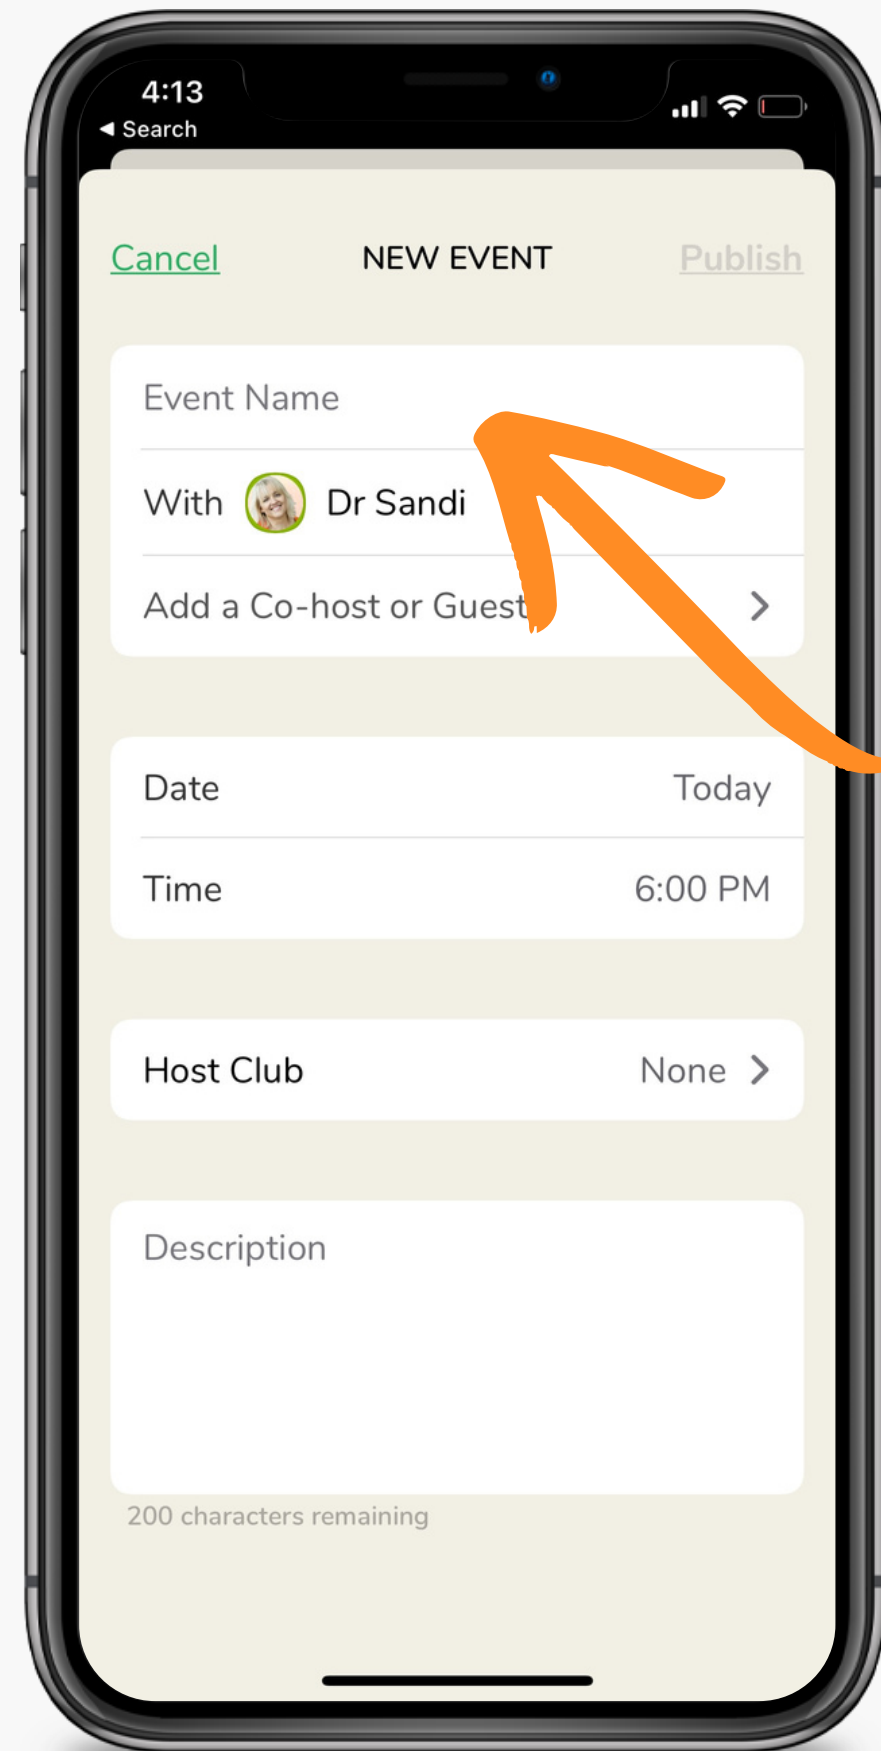 4:13
◀ Search
Cancel NEW EVENT Publish
Event Name
With Dr Sandi
Add a Co-host or Guest
Date Today
Time 6:00 PM
Host Club None
Description
200 characters remaining